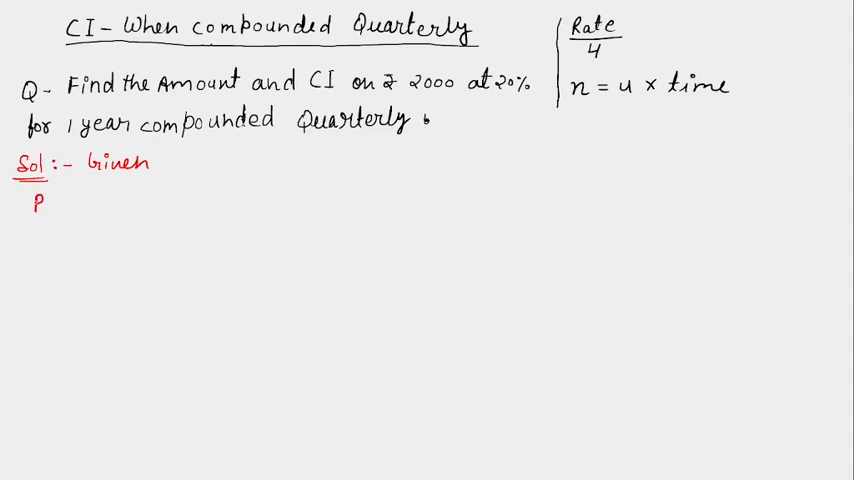 CI - When compounded Quarterly
Rate
4
n = 4 × time
Q - Find the Amount and CI on ₹ 2000 at 20%
for 1 year compounded Quarterly.
Sol :- Given
P